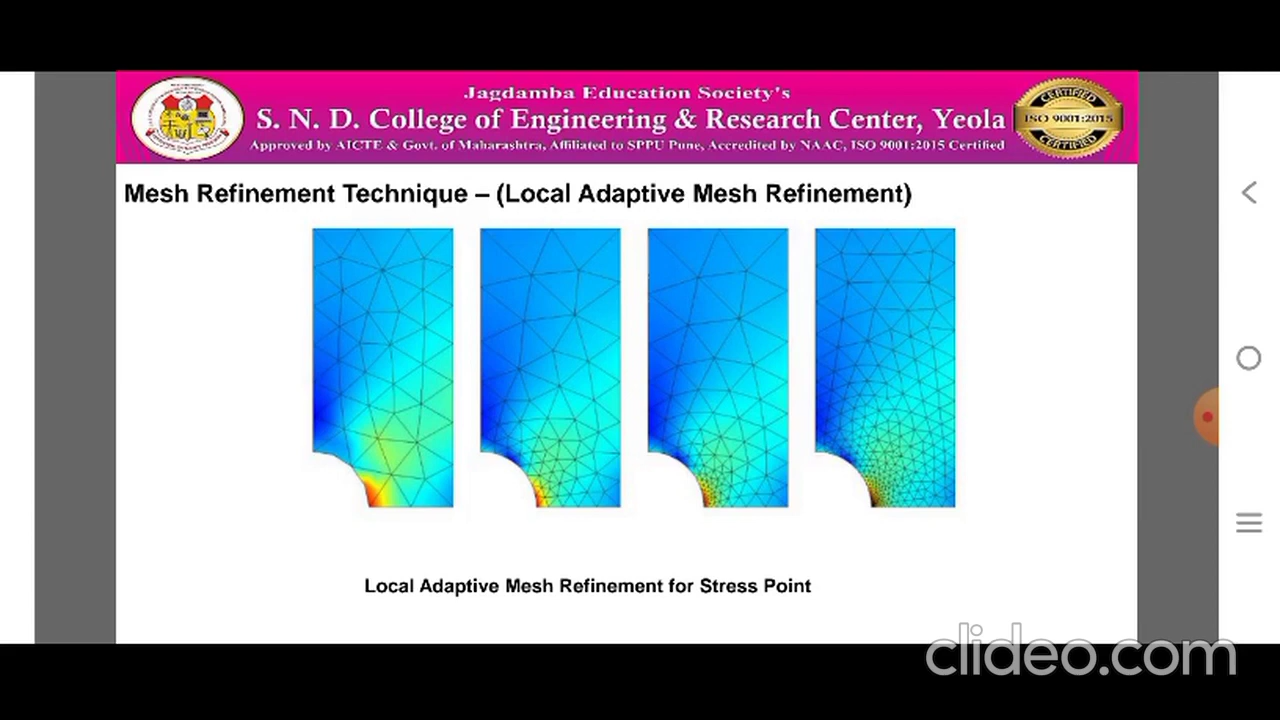 Jagdamba Education Society's
S. N. D. College of Engineering & Research Center, Yeola
Approved by AICTE & Govt. of Maharashtra, Affiliated to SPPU Pune, Accredited by NAAC, ISO 9001:2015 Certified
CERTIFIED
ISO 9001:2015
CERTIFIED
Mesh Refinement Technique – (Local Adaptive Mesh Refinement)
Local Adaptive Mesh Refinement for Stress Point
clideo.com